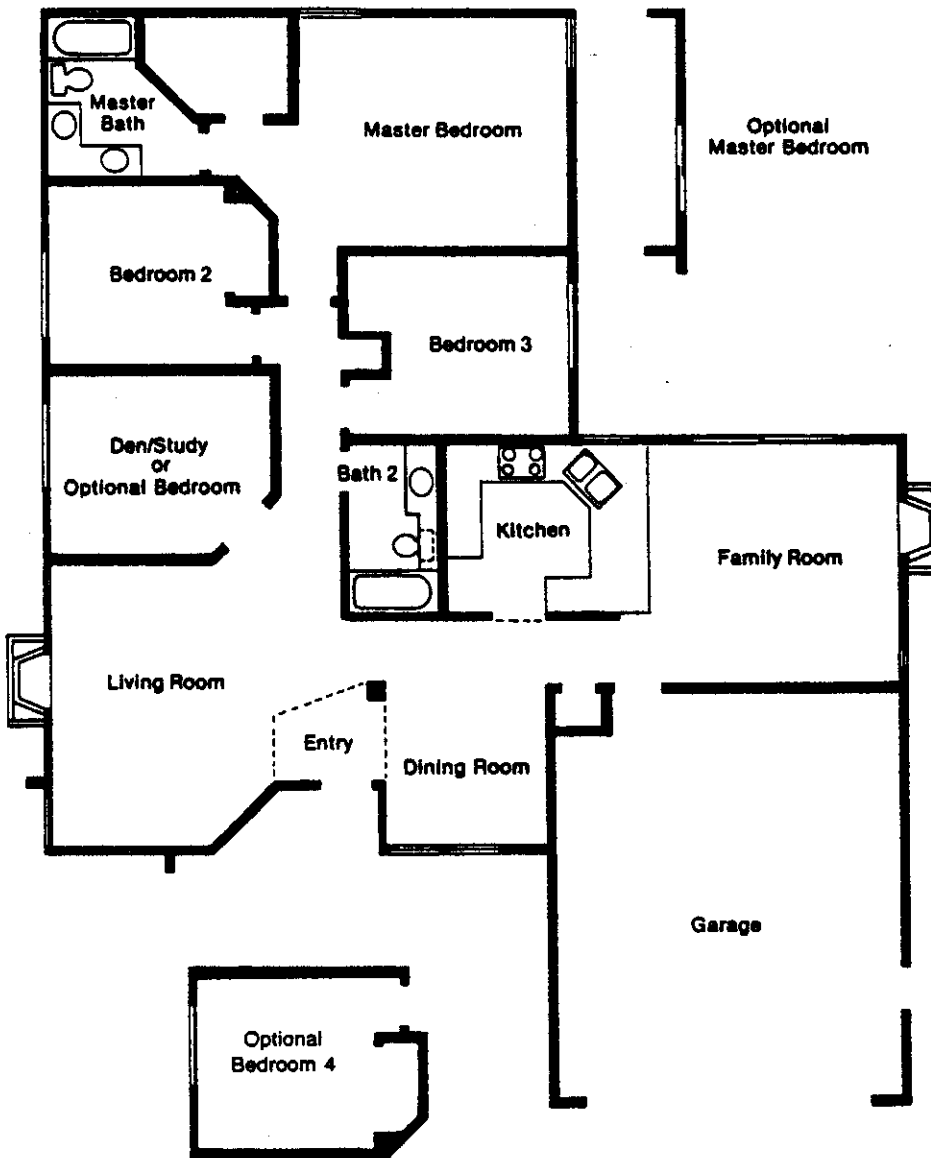 Master
Bath
Master Bedroom
Optional
Master Bedroom
Bedroom 2
Bedroom 3
Den/Study
or
Optional Bedroom
Bath 2
Kitchen
Family Room
Living Room
Entry
Dining Room
Garage
Optional
Bedroom 4